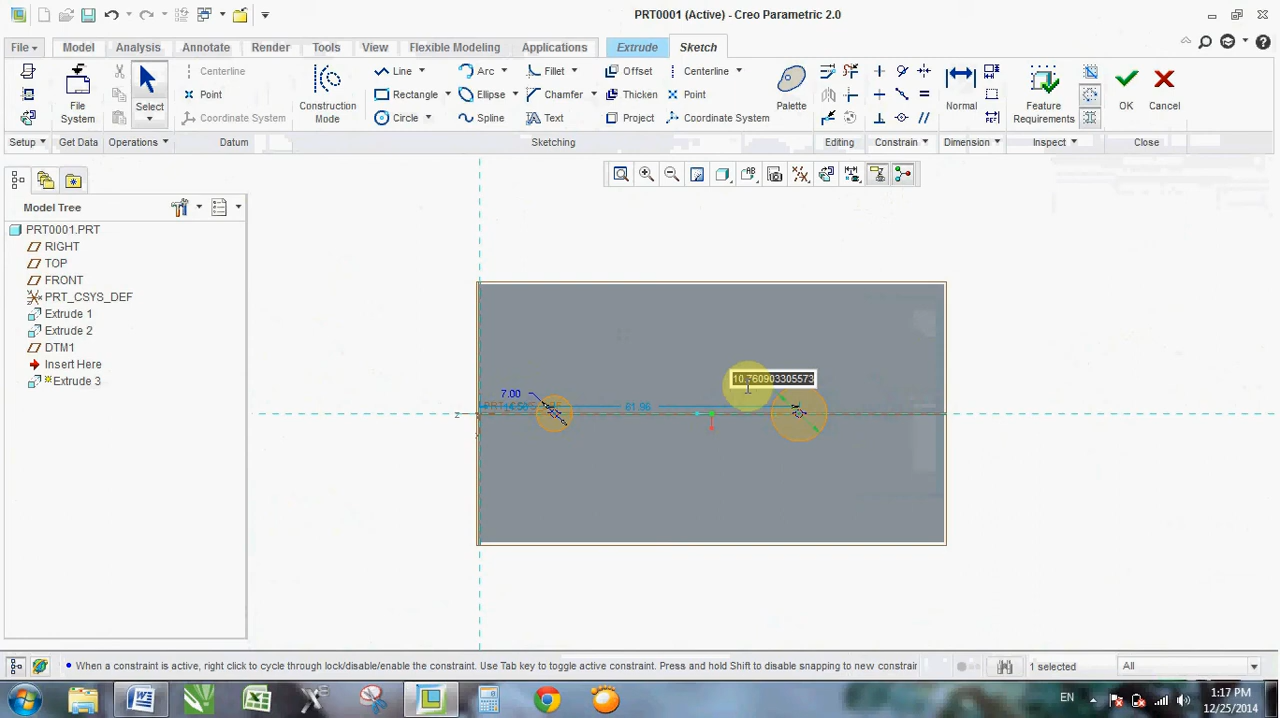 PRT0001 (Active) - Creo Parametric 2.0
File Model Analysis Annotate Render Tools View Flexible Modeling Applications Extrude Sketch
Centerline Line Arc Fillet Offset Centerline
Point Rectangle Ellipse Chamfer Thicken Point
Coordinate System Circle Spline Text Project Coordinate System
File System Select Construction Mode Palette Normal Feature Requirements OK Cancel
Setup Get Data Operations Datum Sketching Editing Constrain Dimension Inspect Close
Model Tree
PRT0001.PRT
RIGHT
TOP
FRONT
PRT_CSYS_DEF
Extrude 1
Extrude 2
DTM1
Insert Here
Extrude 3
10.760903305573
7.00
61.96
Z
• When a constraint is active, right click to cycle through lock/disable/enable the constraint. Use Tab key to toggle active constraint. Press and hold Shift to disable snapping to new constrair
1 selected
All
EN
1:17 PM
12/25/2014